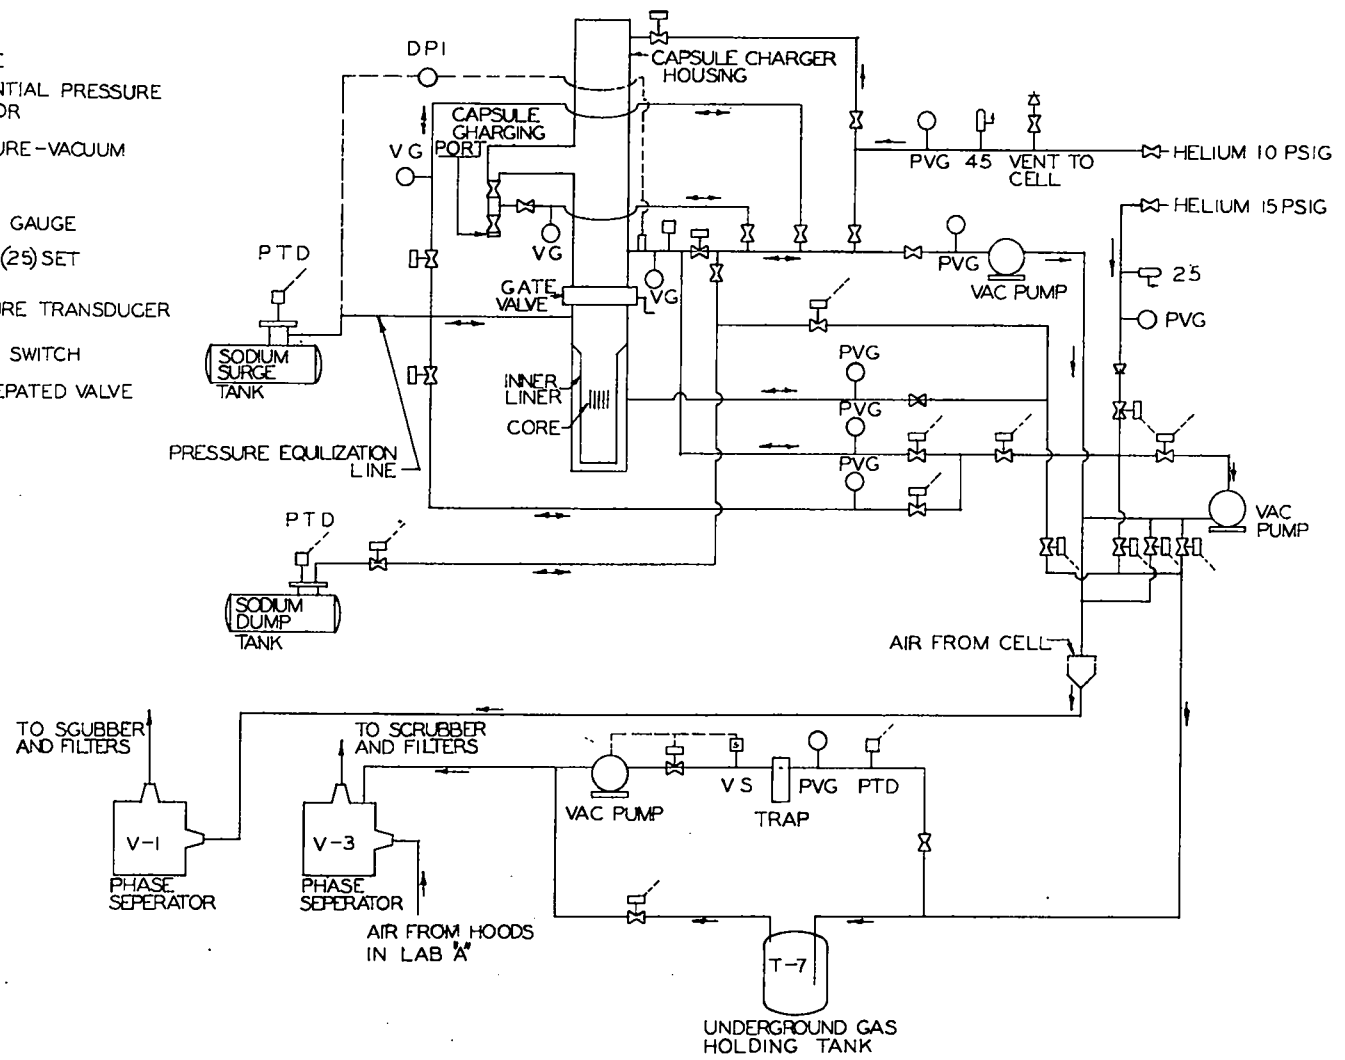 NTIAL PRESSURE
OR
URE-VACUUM
GAUGE
(25) SET
URE TRANSDUCER
SWITCH
EPATED VALVE
DPI
CAPSULE CHARGER
HOUSING
CAPSULE
GHARGING
PORT
VG
PVG
45
VENT TO
CELL
HELIUM 10 PSIG
HELIUM 15 PSIG
PTD
VG
VG
PVG
VAC PUMP
25
PVG
GATE
VALVE
SODIUM
SURGE
TANK
INNER
LINER
CORE
PVG
PVG
PVG
PRESSURE EQUILIZATION
LINE
VAC
PUMP
PTD
SODIUM
DUMP
TANK
AIR FROM CELL
TO SGUBBER
AND FILTERS
TO SCRUBBER
AND FILTERS
VAC PUMP
S
VS
TRAP
PVG
PTD
V-1
V-3
PHASE
SEPERATOR
PHASE
SEPERATOR
AIR FROM HOODS
IN LAB "A"
T-7
UNDERGROUND GAS
HOLDING TANK